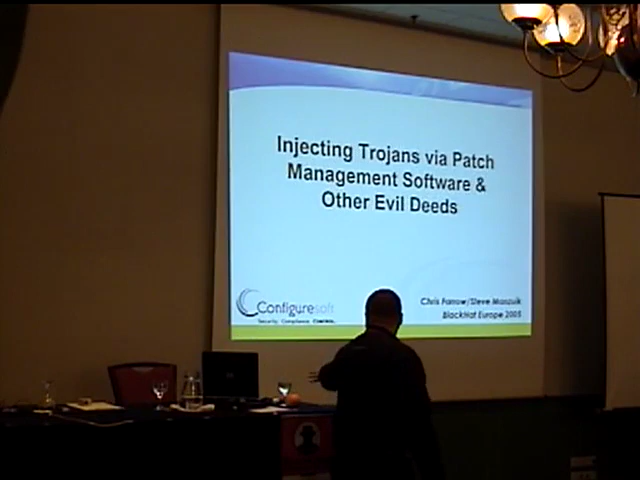 Injecting Trojans via Patch
Management Software &
Other Evil Deeds
Configuresoft
Security. Compliance. CONTROL.
Chris Farrow/Steve Manzuik
BlackHat Europe 2005